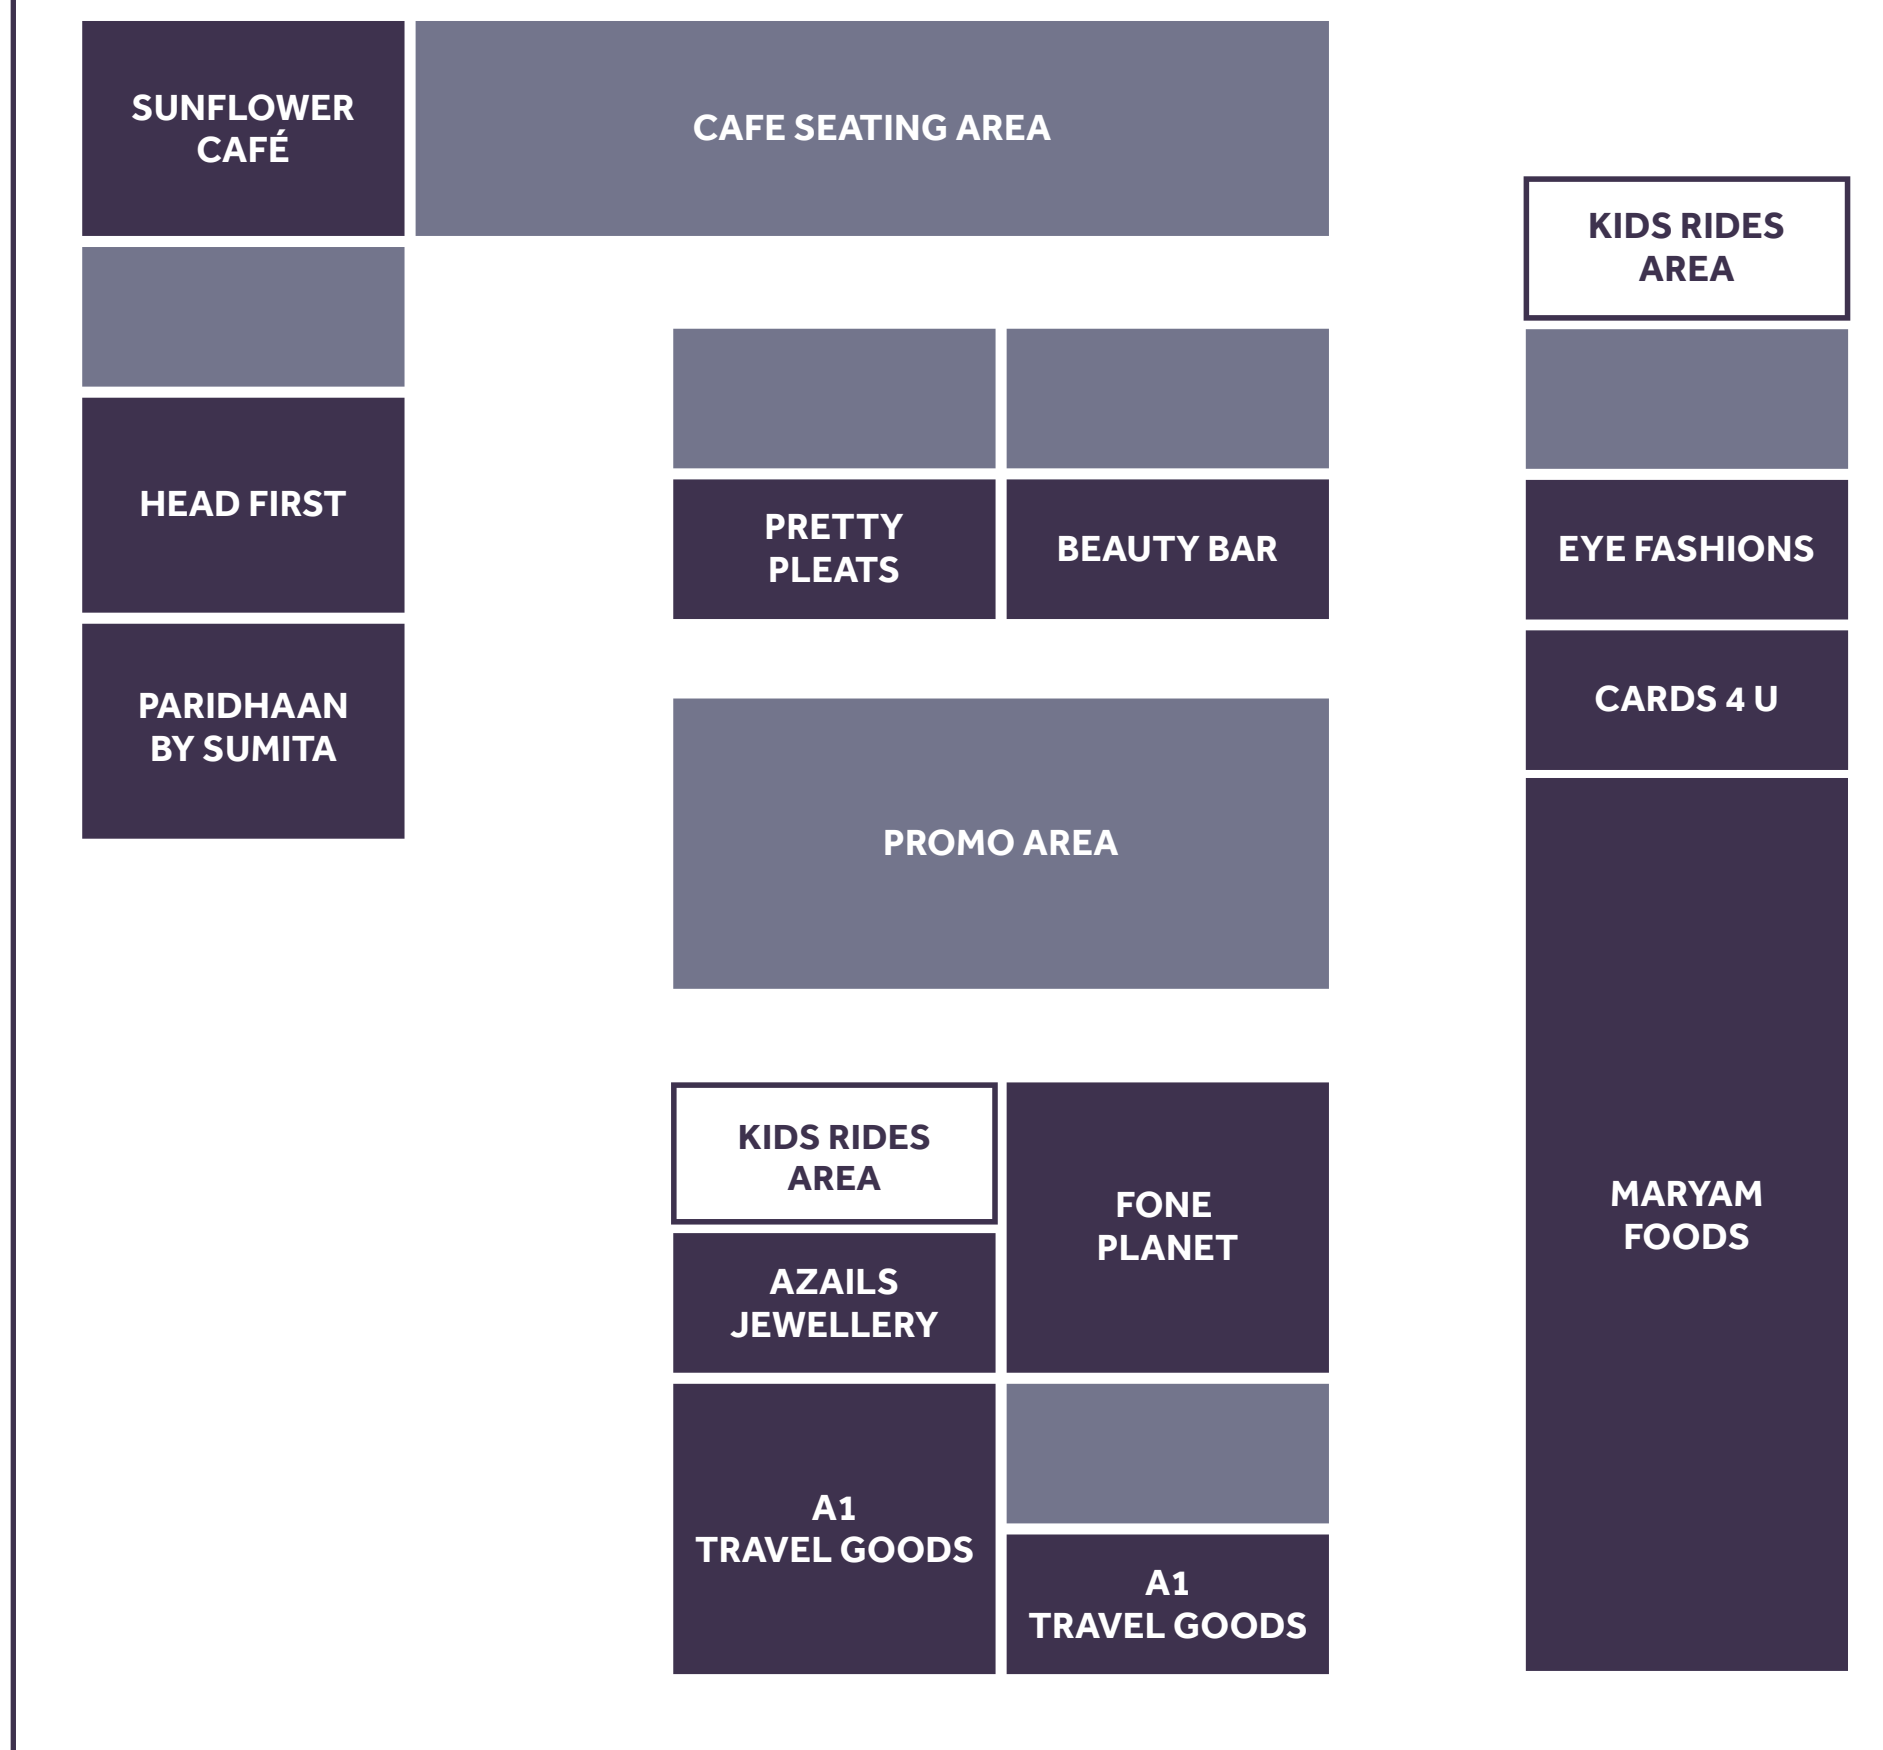 SUNFLOWER
CAFÉ
CAFE SEATING AREA
KIDS RIDES
AREA
HEAD FIRST
PRETTY
PLEATS
BEAUTY BAR
EYE FASHIONS
PARIDHAAN
BY SUMITA
CARDS 4 U
PROMO AREA
KIDS RIDES
AREA
FONE
PLANET
MARYAM
FOODS
AZAILS
JEWELLERY
A1
TRAVEL GOODS
A1
TRAVEL GOODS